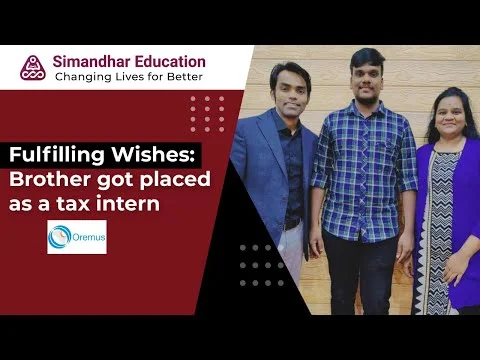 Simandhar Education
Changing Lives for Better
Fulfilling Wishes:
Brother got placed
as a tax intern
Oremus